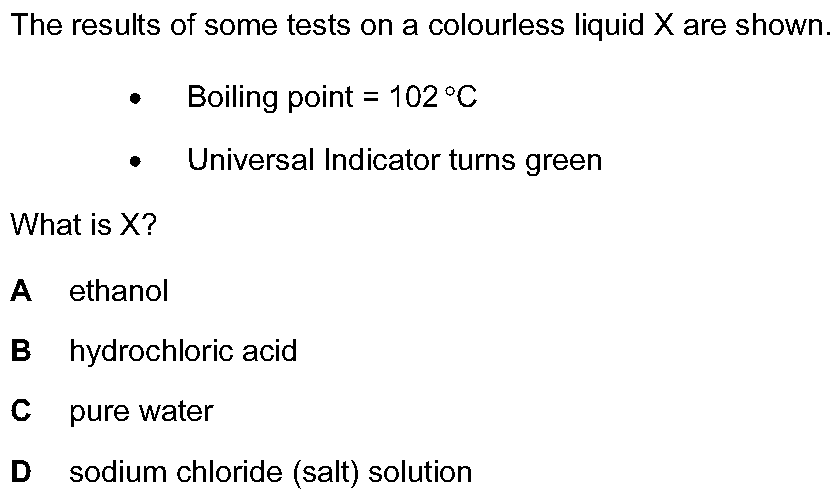 The results of some tests on a colourless liquid X are shown.
• Boiling point = 102 °C
• Universal Indicator turns green
What is X?
A ethanol
B hydrochloric acid
C pure water
D sodium chloride (salt) solution